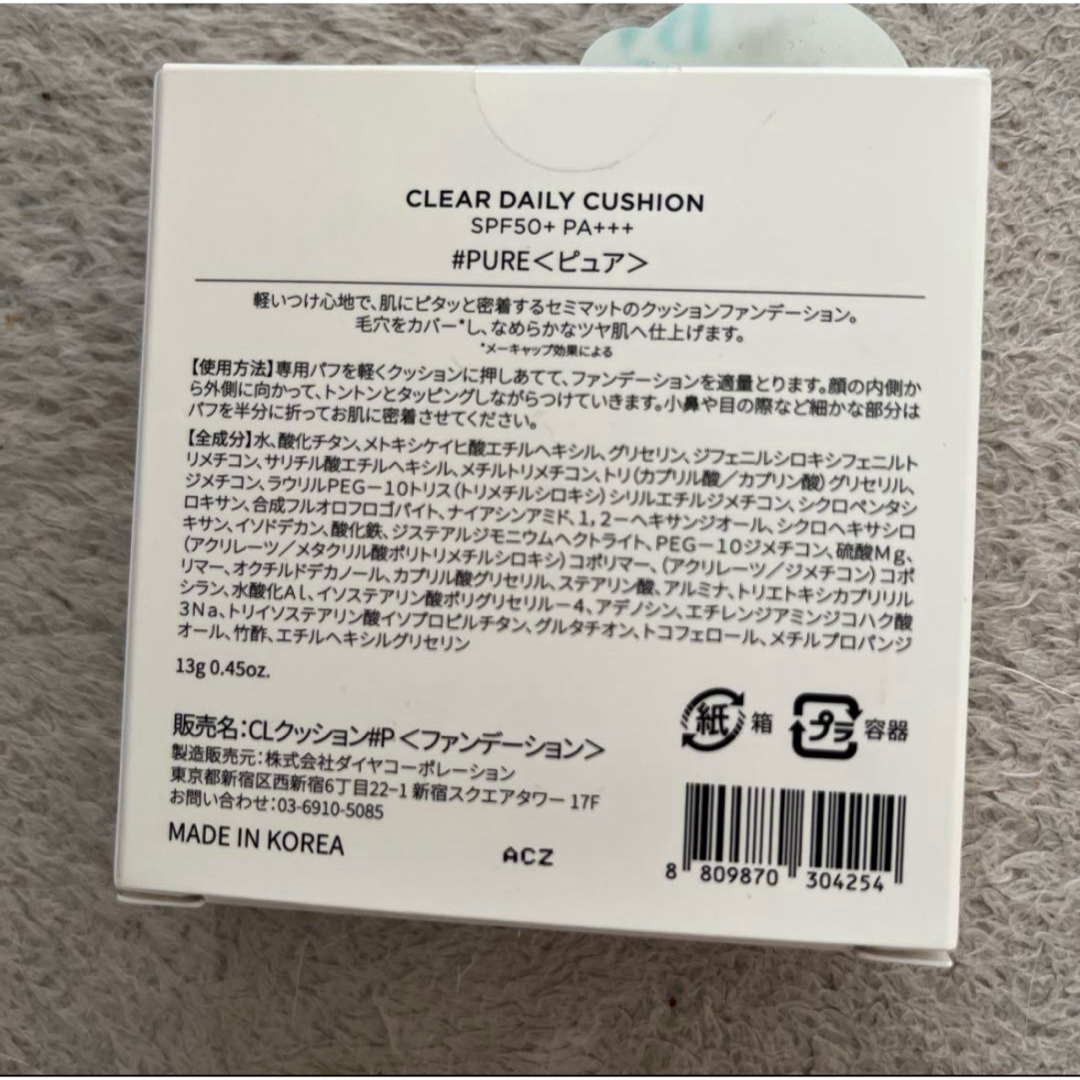 By
CLEAR DAILY CUSHION
SPF50+ PA+++
#PURE＜ピュア＞
軽いつけ心地で、肌にピタッと密着するセミマットのクッションファンデーション。
毛穴をカバー*し、なめらかなツヤ肌へ仕上げます。
*メーキャップ効果による
【使用方法】専用パフを軽くクッションに押しあてて、ファンデーションを適量とります。顔の内側か
ら外側に向かって、トントンとタッピングしながらつけていきます。小鼻や目の際など細かな部分は
パフを半分に折ってお肌に密着させてください。
【全成分】水、酸化チタン、メトキシケイヒ酸エチルヘキシル、グリセリン、ジフェニルシロキシフェニルト
リメチコン、サリチル酸エチルヘキシル、メチルトリメチコン、トリ（カプリル酸／カプリン酸）グリセリル、
ジメチコン、ラウリルPEG－10トリス（トリメチルシロキシ）シリルエチルジメチコン、シクロペンタシ
ロキサン、合成フルオロフロゴパイト、ナイアシンアミド、1，2－ヘキサンジオール、シクロヘキサシロ
キサン、イソドデカン、酸化鉄、ジステアルジモニウムヘクトライト、PEG－10ジメチコン、硫酸Mg、
（アクリレーツ／メタクリル酸ポリトリメチルシロキシ）コポリマー、（アクリレーツ／ジメチコン）コポ
リマー、オクチルドデカノール、カプリル酸グリセリル、ステアリン酸、アルミナ、トリエトキシカプリリル
シラン、水酸化Al、イソステアリン酸ポリグリセリル－4、アデノシン、エチレンジアミンジコハク酸
3Na、トリイソステアリン酸イソプロピルチタン、グルタチオン、トコフェロール、メチルプロパンジ
オール、竹酢、エチルヘキシルグリセリン
13g 0.45oz.
紙 箱 プラ 容器
販売名：CLクッション#P＜ファンデーション＞
製造販売元：株式会社ダイヤコーポレーション
東京都新宿区西新宿6丁目22−1 新宿スクエアタワー 17F
お問い合わせ：03-6910-5085
MADE IN KOREA
ACZ
8 809870 304254